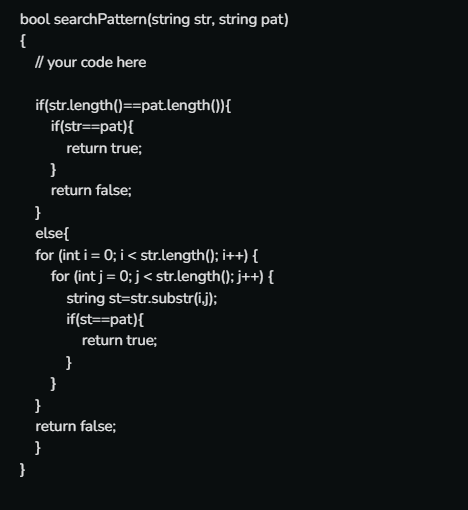 bool searchPattern(string str, string pat)
{
// your code here
if(str.length()==pat.length()){
if(str==pat){
return true;
}
return false;
}
else{
for (int i = 0; i < str.length(); i++) {
for (int j = 0; j < str.length(); j++) {
string st=str.substr(i,j);
if(st==pat){
return true;
}
}
}
return false;
}
}